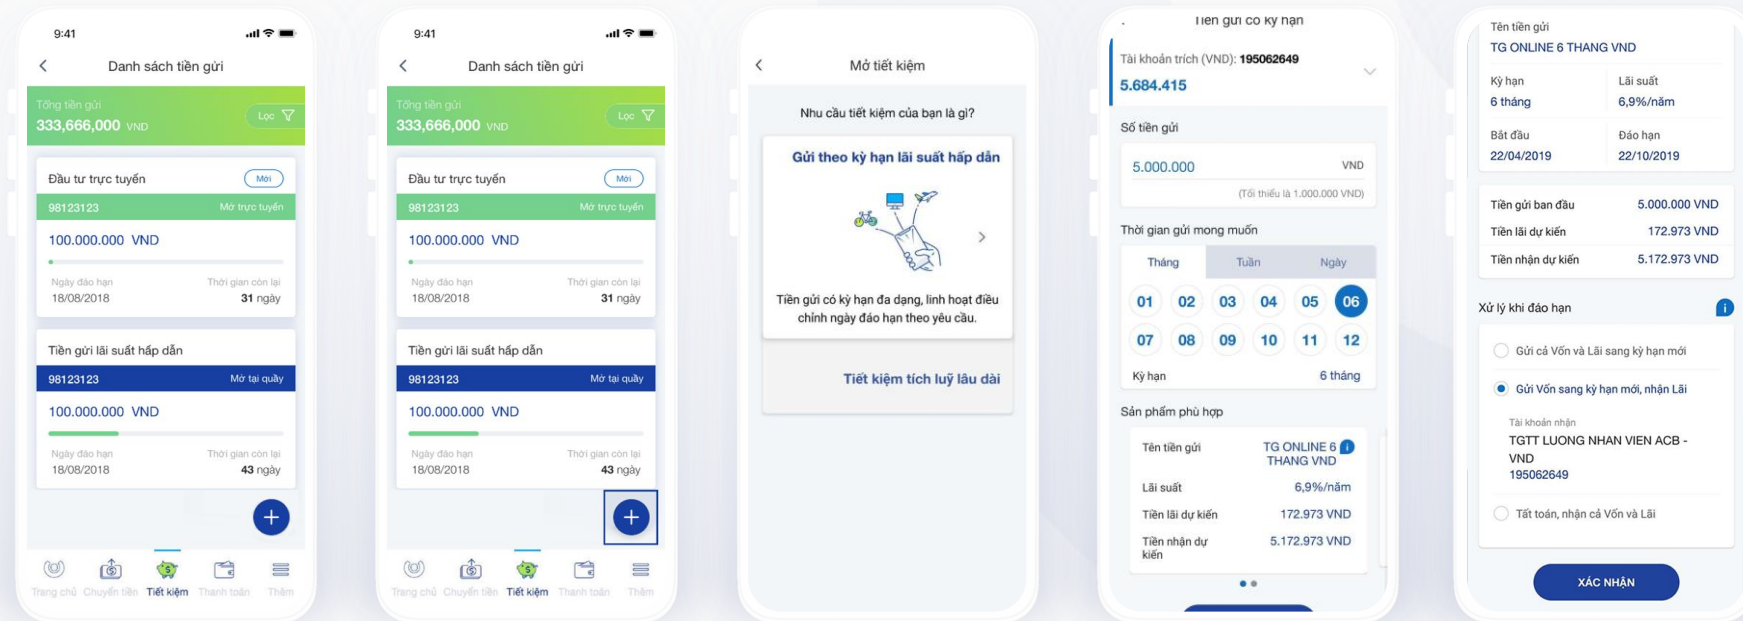 9:41
Danh sách tiền gửi
Tổng tiền gửi
333,666,000 VND
Lọc
Đầu tư trực tuyến
Mới
98123123
Mở trực tuyến
100.000.000 VND
Ngày đáo hạn
Thời gian còn lại
18/08/2018
31 ngày
Tiền gửi lãi suất hấp dẫn
98123123
Mở tại quầy
100.000.000 VND
Ngày đáo hạn
Thời gian còn lại
18/08/2018
43 ngày
Trang chủ
Chuyển tiền
Tiết kiệm
Thanh toán
Thêm
9:41
Danh sách tiền gửi
Tổng tiền gửi
333,666,000 VND
Lọc
Đầu tư trực tuyến
Mới
98123123
Mở trực tuyến
100.000.000 VND
Ngày đáo hạn
Thời gian còn lại
18/08/2018
31 ngày
Tiền gửi lãi suất hấp dẫn
98123123
Mở tại quầy
100.000.000 VND
Ngày đáo hạn
Thời gian còn lại
18/08/2018
43 ngày
Trang chủ
Chuyển tiền
Tiết kiệm
Thanh toán
Thêm
Mở tiết kiệm
Nhu cầu tiết kiệm của bạn là gì?
Gửi theo kỳ hạn lãi suất hấp dẫn
Tiền gửi có kỳ hạn đa dạng, linh hoạt điều
chỉnh ngày đáo hạn theo yêu cầu.
Tiết kiệm tích luỹ lâu dài
Tiền gửi có kỳ hạn
Tài khoản trích (VND): 195062649
5.684.415
Số tiền gửi
5.000.000
VND
(Tối thiểu là 1.000.000 VND)
Thời gian gửi mong muốn
Tháng
Tuần
Ngày
01 02 03 04 05 06
07 08 09 10 11 12
Kỳ hạn
6 tháng
Sản phẩm phù hợp
Tên tiền gửi
TG ONLINE 6
THANG VND
Lãi suất
6,9%/năm
Tiền lãi dự kiến
172.973 VND
Tiền nhận dự
kiến
5.172.973 VND
Tên tiền gửi
TG ONLINE 6 THANG VND
Kỳ hạn
Lãi suất
6 tháng
6,9%/năm
Bắt đầu
Đáo hạn
22/04/2019
22/10/2019
Tiền gửi ban đầu
5.000.000 VND
Tiền lãi dự kiến
172.973 VND
Tiền nhận dự kiến
5.172.973 VND
Xử lý khi đáo hạn
Gửi cả Vốn và Lãi sang kỳ hạn mới
Gửi Vốn sang kỳ hạn mới, nhận Lãi
Tài khoản nhận
TGTT LUONG NHAN VIEN ACB -
VND
195062649
Tất toán, nhận cả Vốn và Lãi
XÁC NHẬN